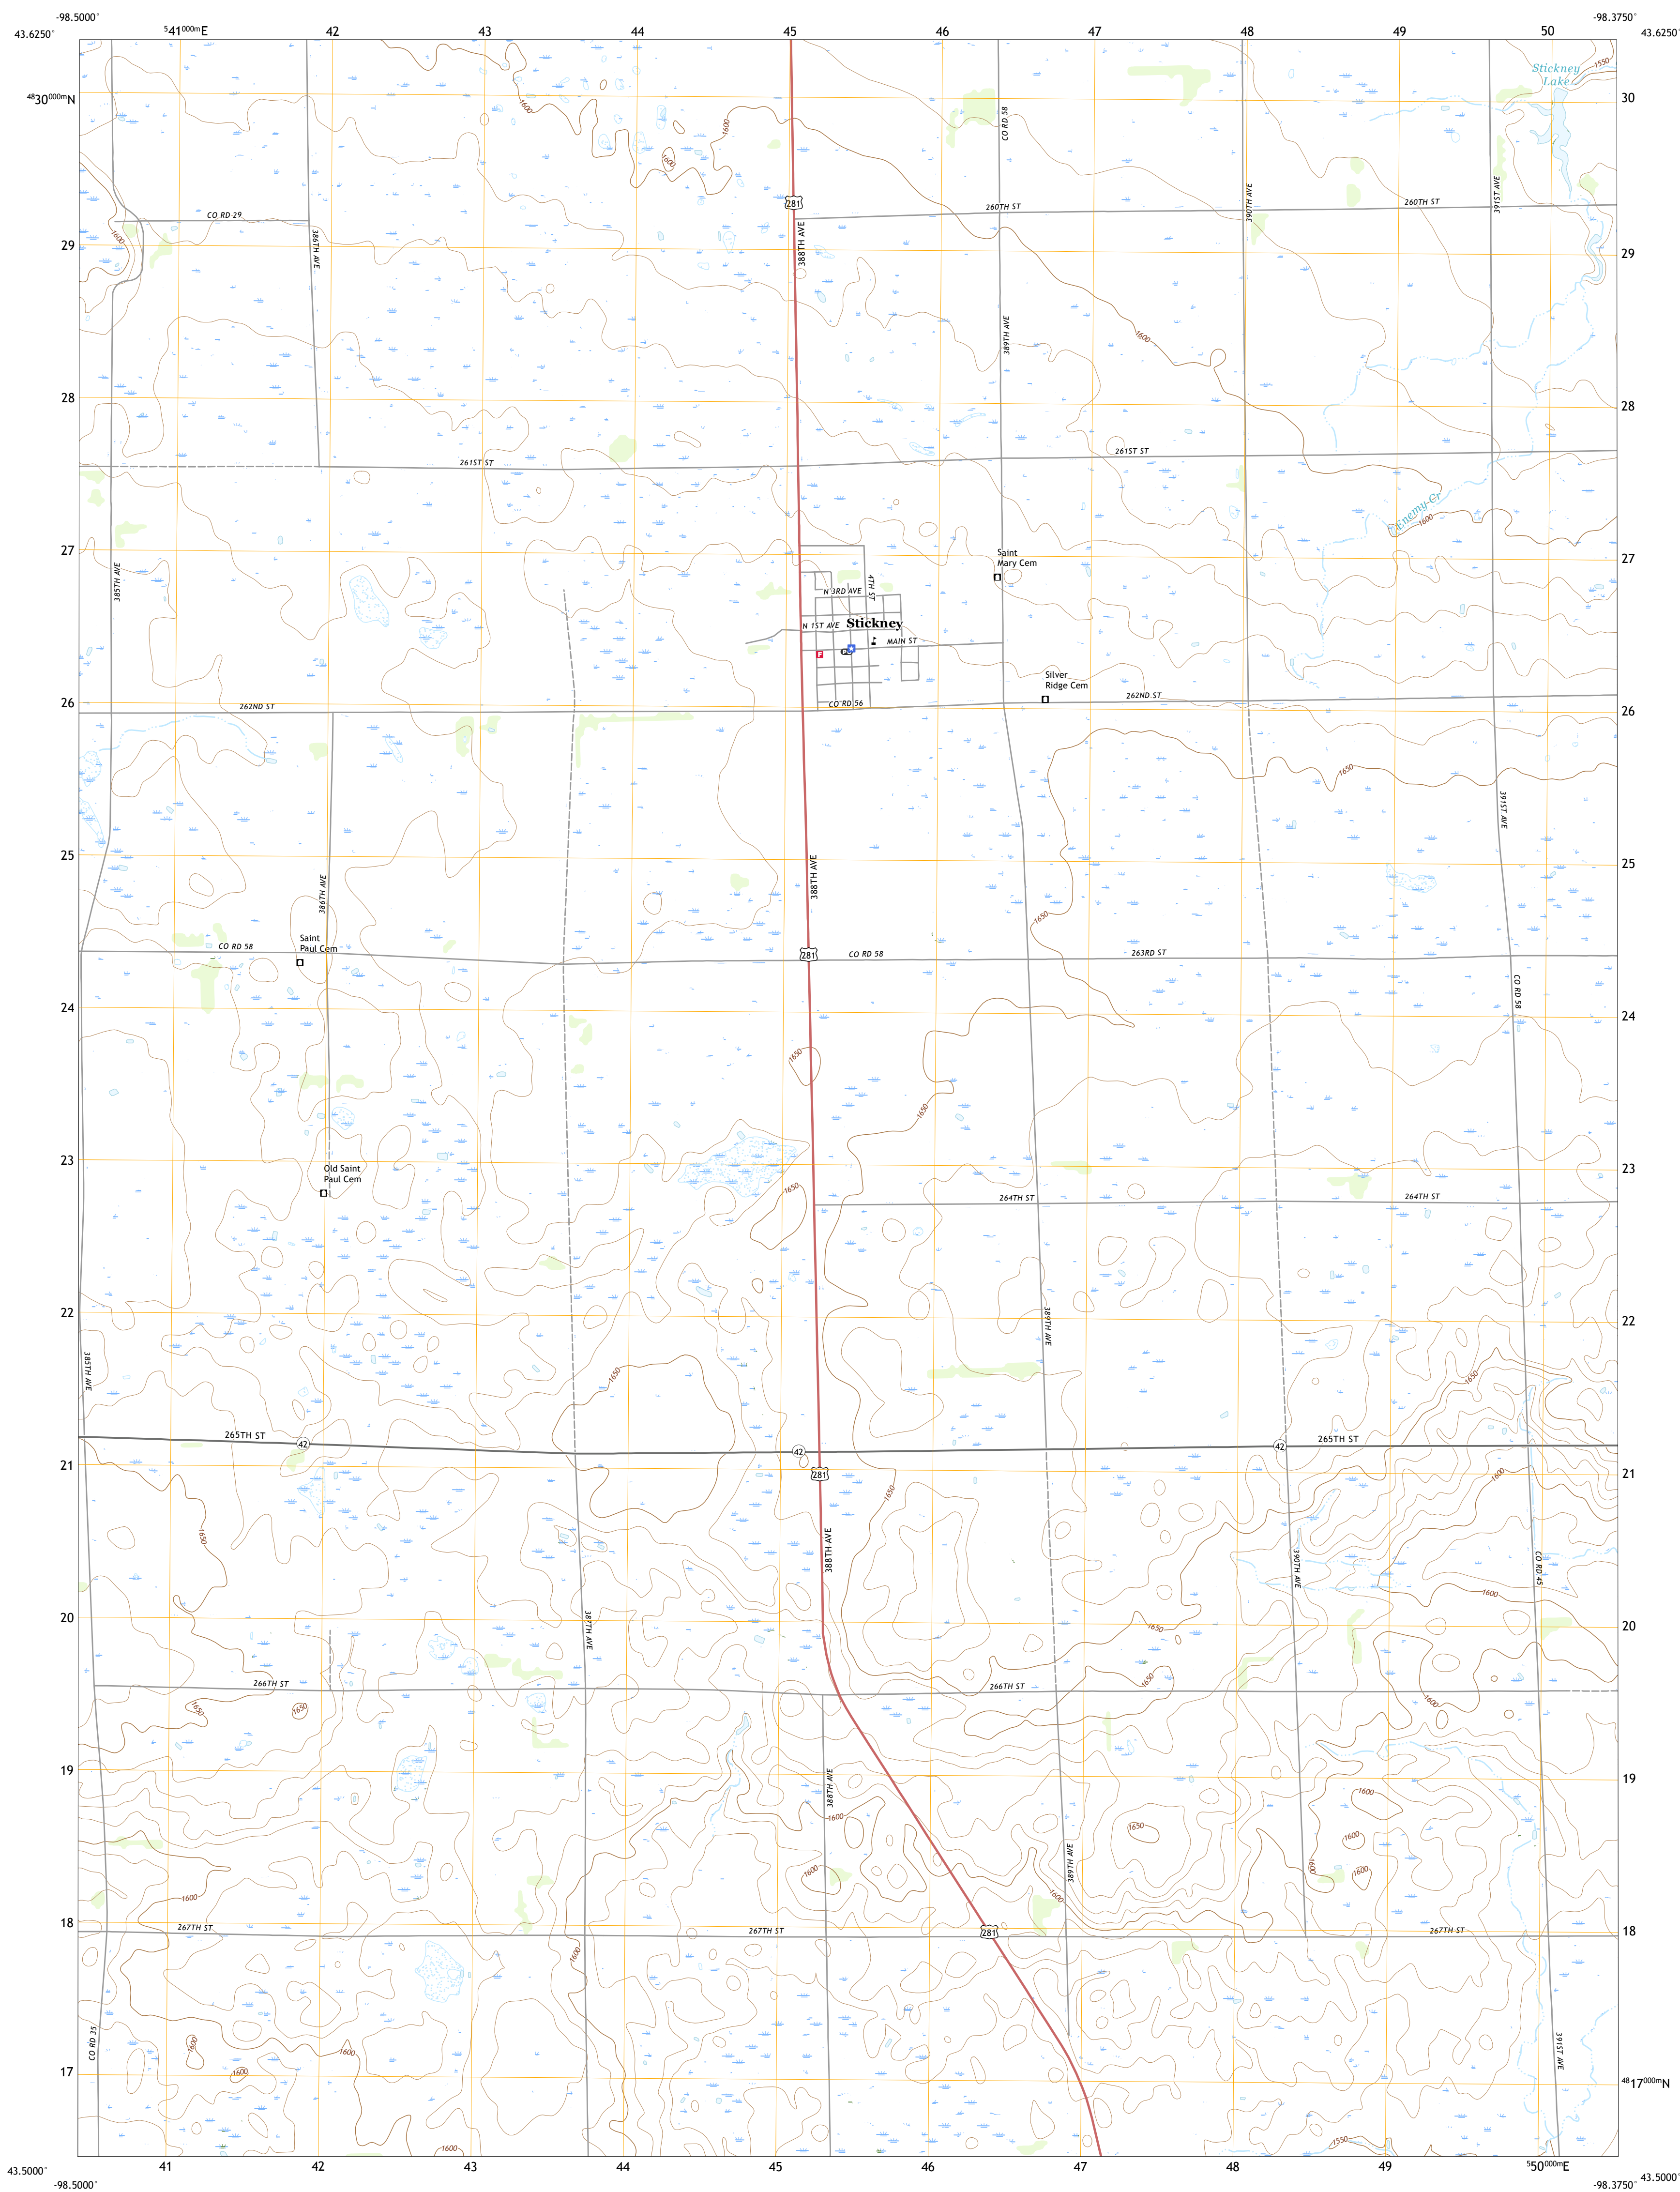 -98.5000°
-98.3750°
43.6250°
541000mE
42
43
44
45
46
47
48
49
50
43.6250°
4830000mN
30
Stickney
Lake
1550
1600
1600
1600
CO RD 58
281
CO RD 29
386TH AVE
388TH AVE
260TH ST
390TH AVE
260TH ST
391ST AVE
1600
29
29
389TH AVE
1600
28
28
261ST ST
261ST ST
Enemy Cr
1600
27
27
385TH AVE
Saint
Mary Cem
4TH ST
N 3RD AVE
N 1ST AVE
Stickney
MAIN ST
Silver
Ridge Cem
262ND ST
CO RD 56
262ND ST
26
26
1650
391ST AVE
25
25
386TH AVE
388TH AVE
1650
Saint
Paul Cem
CO RD 58
281
CO RD 58
263RD ST
CO RD 58
24
24
1650
1650
23
23
Old Saint
Paul Cem
1650
264TH ST
264TH ST
22
22
389TH AVE
385TH AVE
1650
1650
265TH ST
42
42
42
265TH ST
281
21
21
1600
1650
1650
388TH AVE
390TH AVE
CO RD 45
1600
20
20
387TH AVE
1650
1650
266TH ST
266TH ST
1650
1650
1600
19
19
388TH AVE
1600
1600
1650
1600
389TH AVE
1600
1600
1600
1600
1600
18
18
267TH ST
267TH ST
281
267TH ST
1600
CO RD 35
1600
1600
1600
391ST AVE
17
4817000mN
1600
1550
43.5000°
41
42
43
44
45
46
47
48
49
550000mE
43.5000°
-98.5000°
-98.3750°